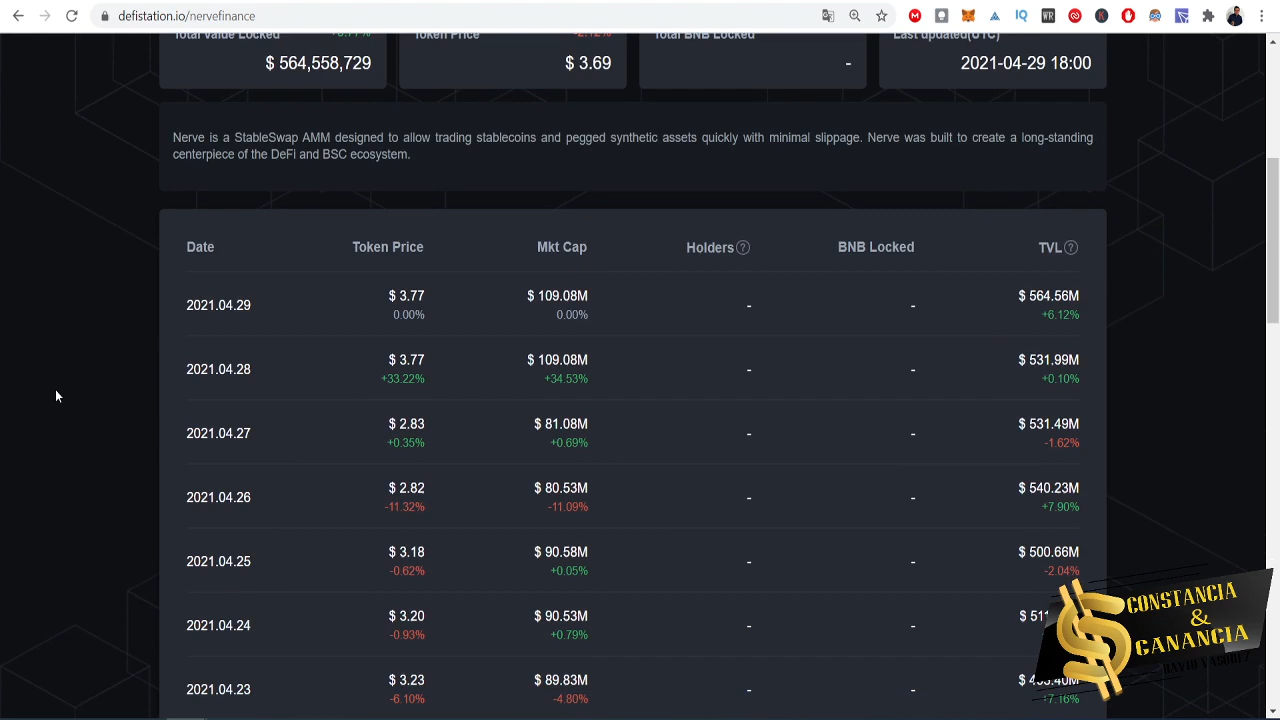 defistation.io/nervefinance
Total Value Locked
Token Price
-2.12%
Total BNB Locked
Last updated(UTC)
$ 564,558,729
$ 3.69
-
2021-04-29 18:00
Nerve is a StableSwap AMM designed to allow trading stablecoins and pegged synthetic assets quickly with minimal slippage. Nerve was built to create a long-standing
centerpiece of the DeFi and BSC ecosystem.
Date Token Price Mkt Cap Holders ? BNB Locked TVL ?
2021.04.29 $ 3.77 $ 109.08M - - $ 564.56M
0.00% 0.00% +6.12%
2021.04.28 $ 3.77 $ 109.08M - - $ 531.99M
+33.22% +34.53% +0.10%
2021.04.27 $ 2.83 $ 81.08M - - $ 531.49M
+0.35% +0.69% -1.62%
2021.04.26 $ 2.82 $ 80.53M - - $ 540.23M
-11.32% -11.09% +7.90%
2021.04.25 $ 3.18 $ 90.58M - - $ 500.66M
-0.62% +0.05% -2.04%
2021.04.24 $ 3.20 $ 90.53M - -
-0.93% +0.79%
2021.04.23 $ 3.23 $ 89.83M - -
-6.10% -4.80% +7.16%
CONSTANCIA
&
GANANCIA
DAVID VASQUEZ